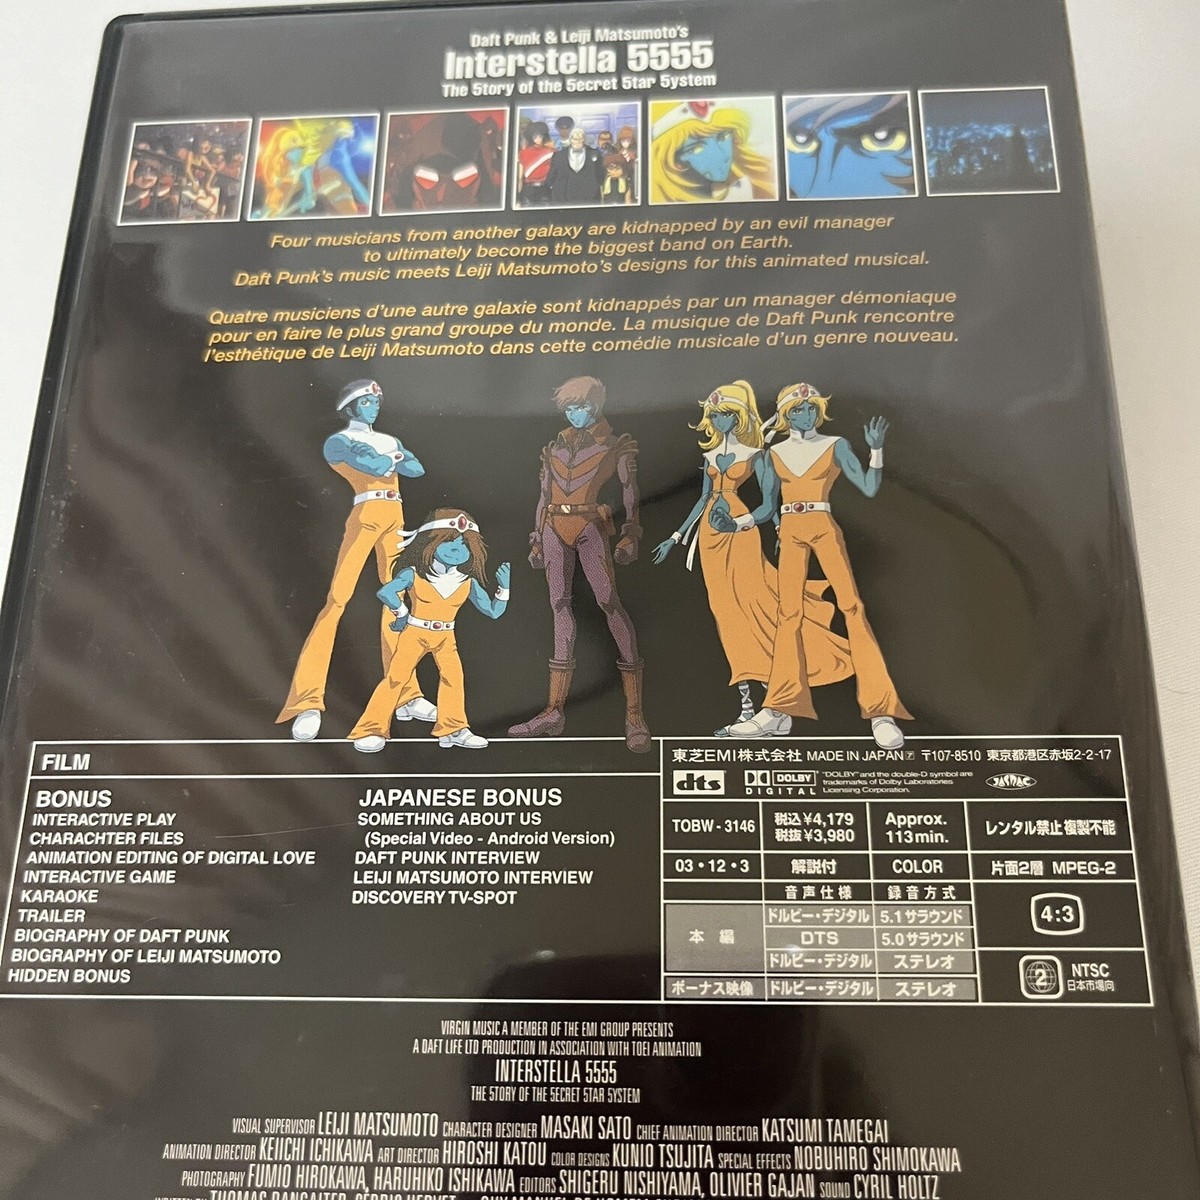 Daft Punk & Leiji Matsumoto's
Interstella 5555
The 5tory of the 5ecret 5tar 5ystem
Four musicians from another galaxy are kidnapped by an evil manager
to ultimately become the biggest band on Earth.
Daft Punk's music meets Leiji Matsumoto's designs for this animated musical.
Quatre musiciens d'une autre galaxie sont kidnappés par un manager démoniaque
pour en faire le plus grand groupe du monde. La musique de Daft Punk rencontre
l'esthétique de Leiji Matsumoto dans cette comédie musicale d'un genre nouveau.
FILM
BONUS
INTERACTIVE PLAY
CHARACHTER FILES
ANIMATION EDITING OF DIGITAL LOVE
INTERACTIVE GAME
KARAOKE
TRAILER
BIOGRAPHY OF DAFT PUNK
BIOGRAPHY OF LEIJI MATSUMOTO
HIDDEN BONUS
JAPANESE BONUS
SOMETHING ABOUT US
(Special Video - Android Version)
DAFT PUNK INTERVIEW
LEIJI MATSUMOTO INTERVIEW
DISCOVERY TV-SPOT
東芝EMI株式会社 MADE IN JAPAN 〒107-8510 東京都港区赤坂2-2-17
dts DOLBY DIGITAL "DOLBY" and the double-D symbol are
trademarks of Dolby Laboratories
Licensing Corporation. JASRAC
TOBW-3146 税込¥4,179 税抜¥3,980 Approx. 113min. レンタル禁止 複製不能
03・12・3 解説付 COLOR 片面2層 MPEG-2
音声仕様 録音方式
本編 ドルビー・デジタル 5.1サラウンド
DTS 5.0サラウンド
ドルビー・デジタル ステレオ
ボーナス映像 ドルビー・デジタル ステレオ
4:3
2 NTSC
日本市場向
VIRGIN MUSIC A MEMBER OF THE EMI GROUP PRESENTS
A DAFT LIFE LTD PRODUCTION IN ASSOCIATION WITH TOEI ANIMATION
INTERSTELLA 5555
THE 5TORY OF THE 5ECRET 5TAR 5YSTEM
VISUAL SUPERVISOR LEIJI MATSUMOTO CHARACTER DESIGNER MASAKI SATO CHIEF ANIMATION DIRECTOR KATSUMI TAMEGAI
ANIMATION DIRECTOR KEIICHI ICHIKAWA ART DIRECTOR HIROSHI KATOU COLOR DESIGNS KUNIO TSUJITA SPECIAL EFFECTS NOBUHIRO SHIMOKAWA
PHOTOGRAPHY FUMIO HIROKAWA, HARUHIKO ISHIKAWA EDITORS SHIGERU NISHIYAMA, OLIVIER GAJAN SOUND CYRIL HOLTZ